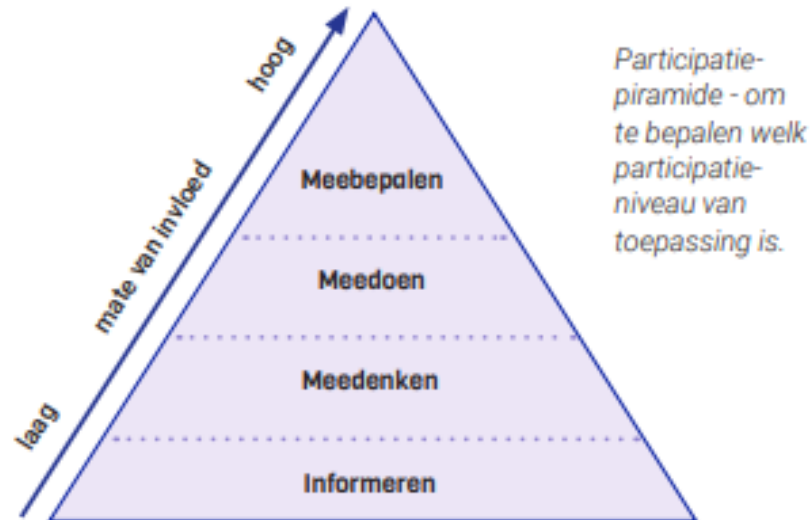 hoog
mate van invloed
laag
Meebepalen
Meedoen
Meedenken
Informeren
Participatie-
piramide - om
te bepalen welk
participatie-
niveau van
toepassing is.